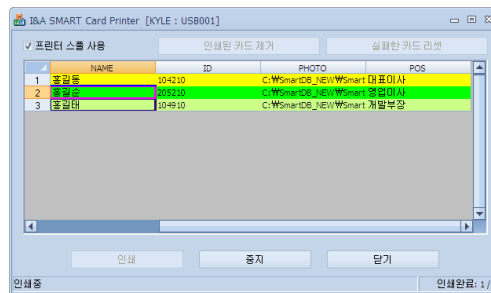 I&A SMART Card Printer [KYLE : USB001]
프린터 스풀 사용 인쇄된 카드 제거 실패한 카드 리셋
NAME ID PHOTO POS
1 홍길동 104210 C:₩SmartDB_NEW₩Smart 대표이사
2 홍길순 205210 C:₩SmartDB_NEW₩Smart 영업이사
3 홍길태 104910 C:₩SmartDB_NEW₩Smart 개발부장
인쇄 중지 닫기
인쇄중 인쇄완료: 1/